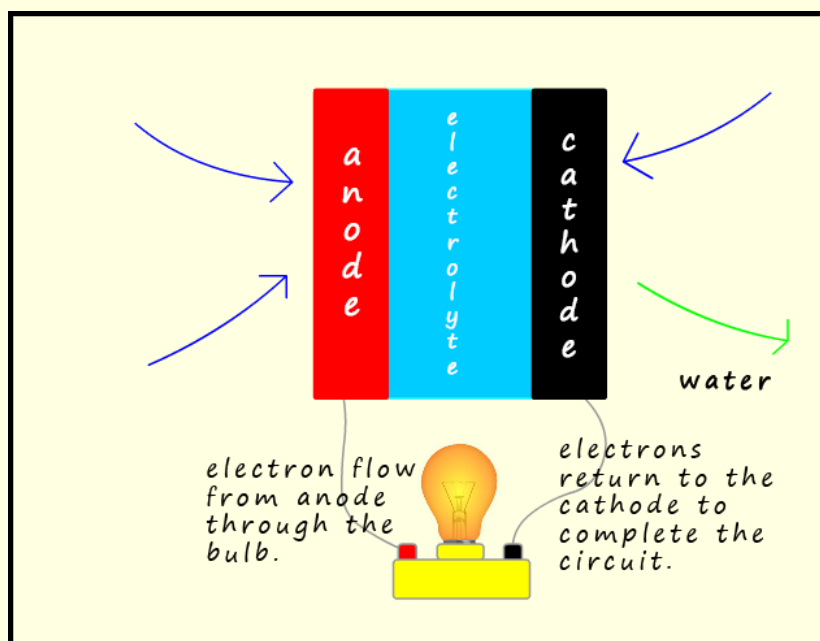 anode
electrolyte
cathode
water
electron flow
from anode
through the
bulb.
electrons
return to the
cathode to
complete the
circuit.